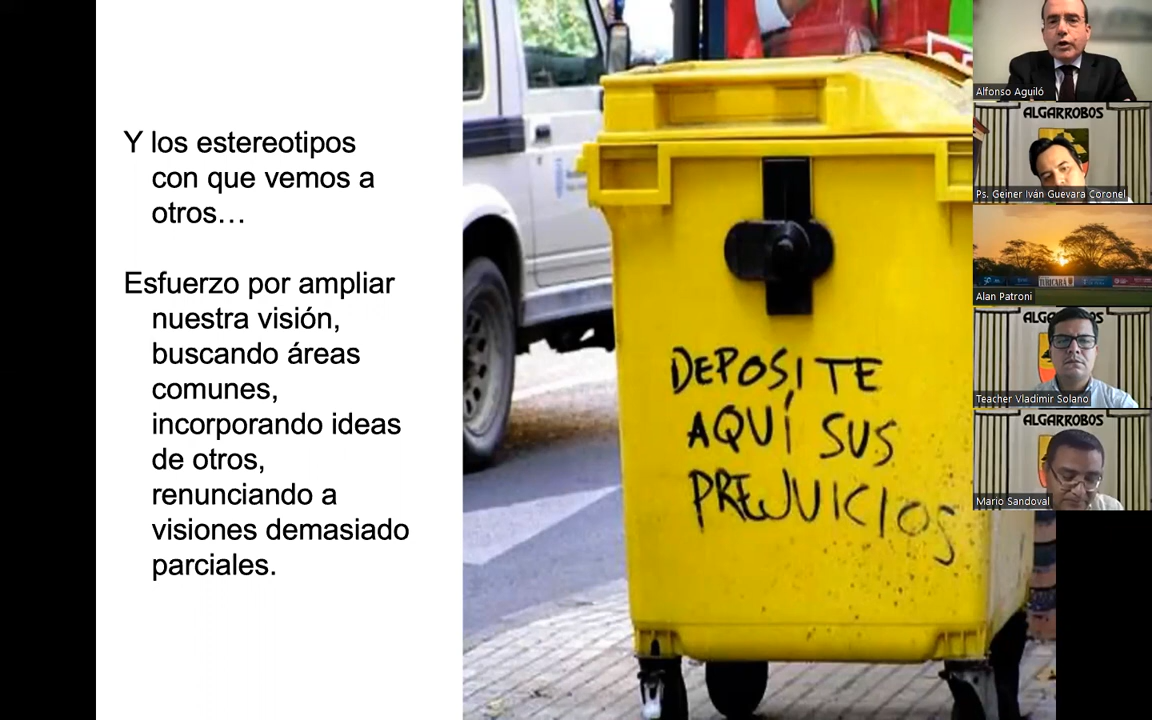 Y los estereotipos
con que vemos a
otros…
Esfuerzo por ampliar
nuestra visión,
buscando áreas
comunes,
incorporando ideas
de otros,
renunciando a
visiones demasiado
parciales.
DEPOSITE
AQUÍ SUS
PREJUICIOS
Alfonso Aguiló
ALGARROBOS
Ps. Geiner Iván Guevara Coronel
Alan Patroni
ALGARROBOS
Teacher Vladimir Solano
ALGARROBOS
Mario Sandoval